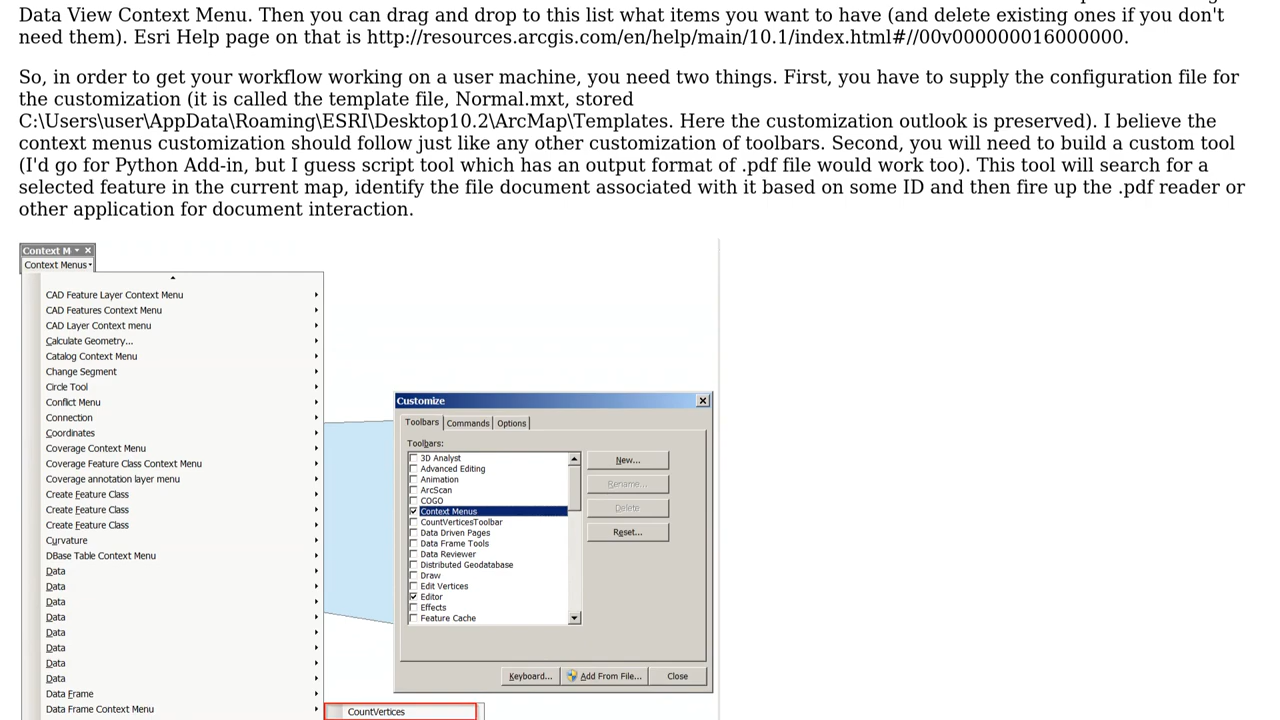 Data View Context Menu. Then you can drag and drop to this list what items you want to have (and delete existing ones if you don't
need them). Esri Help page on that is http://resources.arcgis.com/en/help/main/10.1/index.html#//00v000000016000000.
So, in order to get your workflow working on a user machine, you need two things. First, you have to supply the configuration file for
the customization (it is called the template file, Normal.mxt, stored
C:\Users\user\AppData\Roaming\ESRI\Desktop10.2\ArcMap\Templates. Here the customization outlook is preserved). I believe the
context menus customization should follow just like any other customization of toolbars. Second, you will need to build a custom tool
(I'd go for Python Add-in, but I guess script tool which has an output format of .pdf file would work too). This tool will search for a
selected feature in the current map, identify the file document associated with it based on some ID and then fire up the .pdf reader or
other application for document interaction.
Context M
Context Menus
CAD Feature Layer Context Menu
CAD Features Context Menu
CAD Layer Context menu
Calculate Geometry...
Catalog Context Menu
Change Segment
Circle Tool
Conflict Menu
Connection
Coordinates
Coverage Context Menu
Coverage Feature Class Context Menu
Coverage annotation layer menu
Create Feature Class
Create Feature Class
Create Feature Class
Curvature
DBase Table Context Menu
Data
Data
Data
Data
Data
Data
Data
Data
Data Frame
Data Frame Context Menu
CountVertices
Customize
Toolbars
Commands
Options
Toolbars:
3D Analyst
Advanced Editing
Animation
ArcScan
COGO
Context Menus
CountVerticesToolbar
Data Driven Pages
Data Frame Tools
Data Reviewer
Distributed Geodatabase
Draw
Edit Vertices
Editor
Effects
Feature Cache
New...
Rename...
Delete
Reset...
Keyboard...
Add From File...
Close